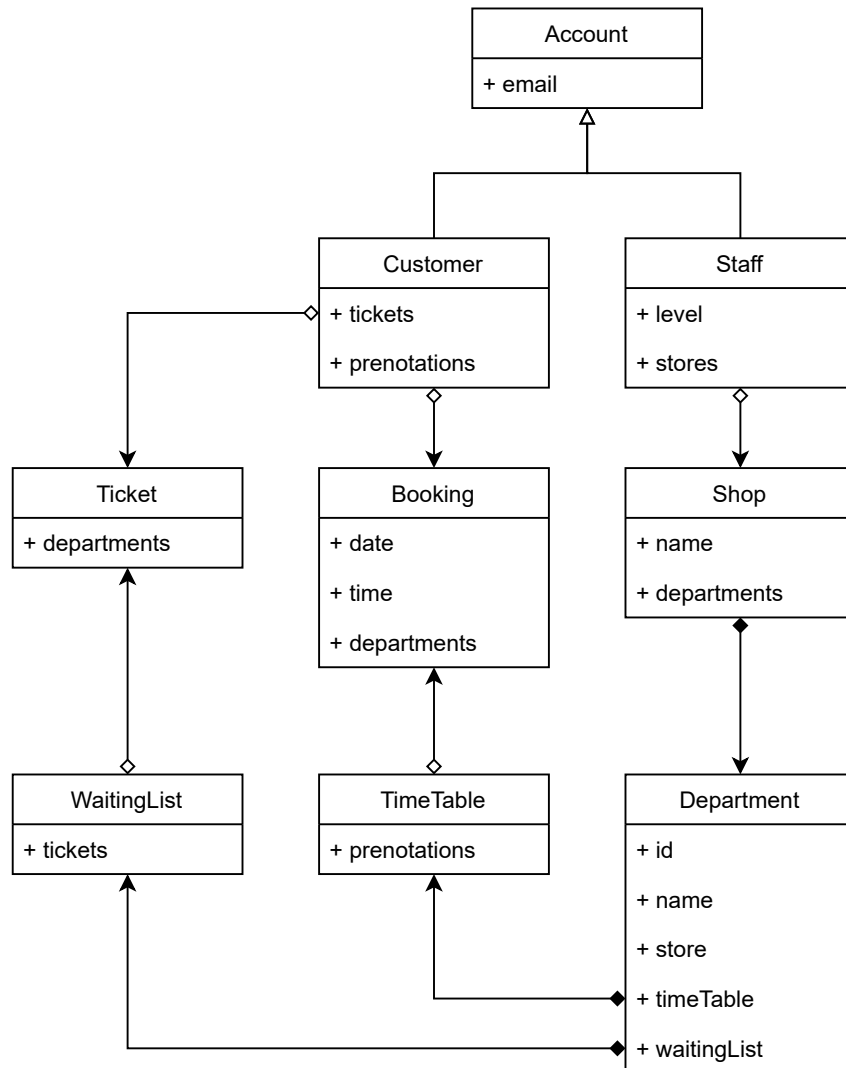 Account
+ email
Customer
+ tickets
+ prenotations
Staff
+ level
+ stores
Ticket
+ departments
Booking
+ date
+ time
+ departments
Shop
+ name
+ departments
WaitingList
+ tickets
TimeTable
+ prenotations
Department
+ id
+ name
+ store
+ timeTable
+ waitingList